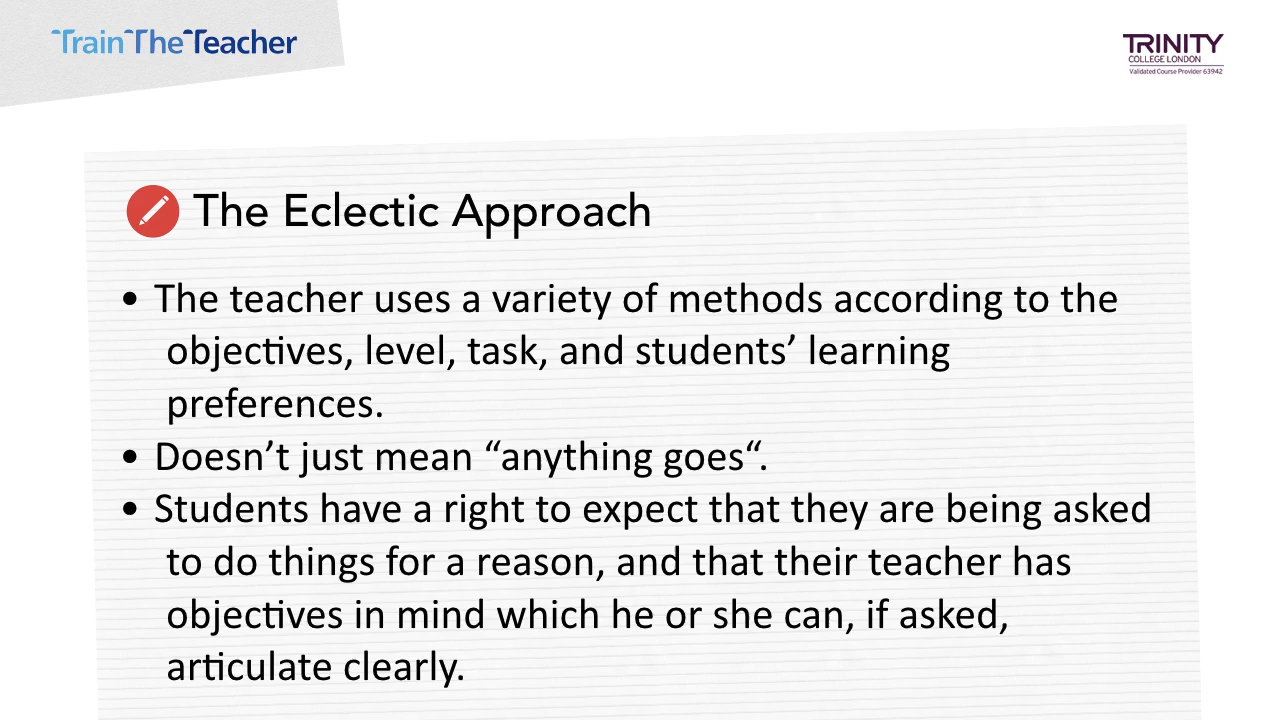 TrainTheTeacher
TRINITY
COLLEGE LONDON
Validated Course Provider 63942
The Eclectic Approach
• The teacher uses a variety of methods according to the
objectives, level, task, and students’ learning
preferences.
• Doesn’t just mean “anything goes“.
• Students have a right to expect that they are being asked
to do things for a reason, and that their teacher has
objectives in mind which he or she can, if asked,
articulate clearly.